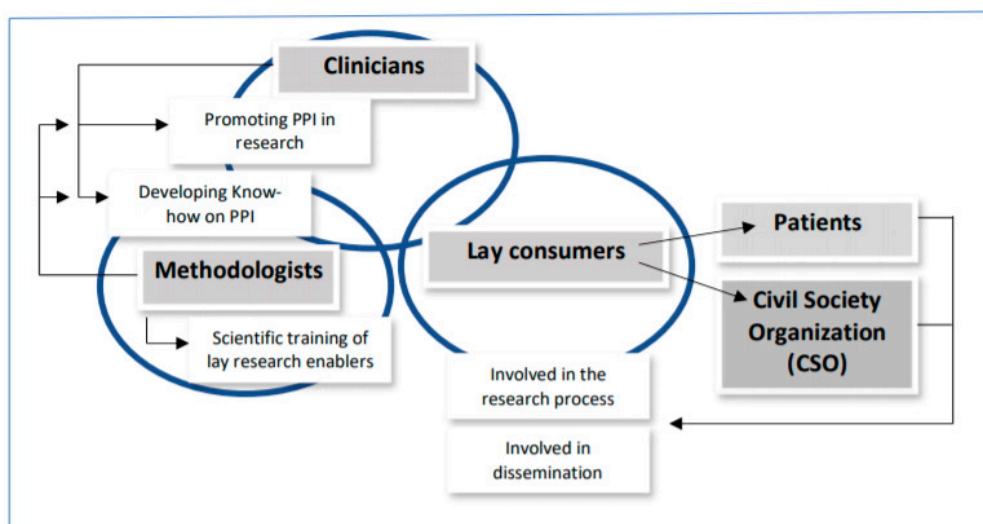 Clinicians
Promoting PPI in
research
Developing Know-
how on PPI
Methodologists
Scientific training of
lay research enablers
Lay consumers
Patients
Civil Society
Organization
(CSO)
Involved in the
research process
Involved in
dissemination